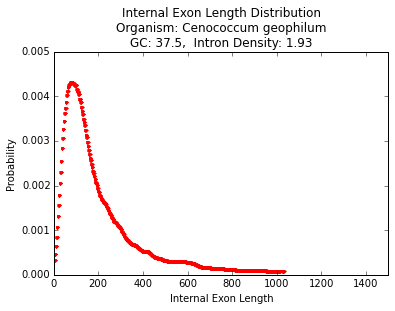 Internal Exon Length Distribution
Organism: Cenococcum geophilum
GC: 37.5,  Intron Density: 1.93
0.005
0.004
0.003
0.002
0.001
0.000
Probability
0 200 400 600 800 1000 1200 1400
Internal Exon Length